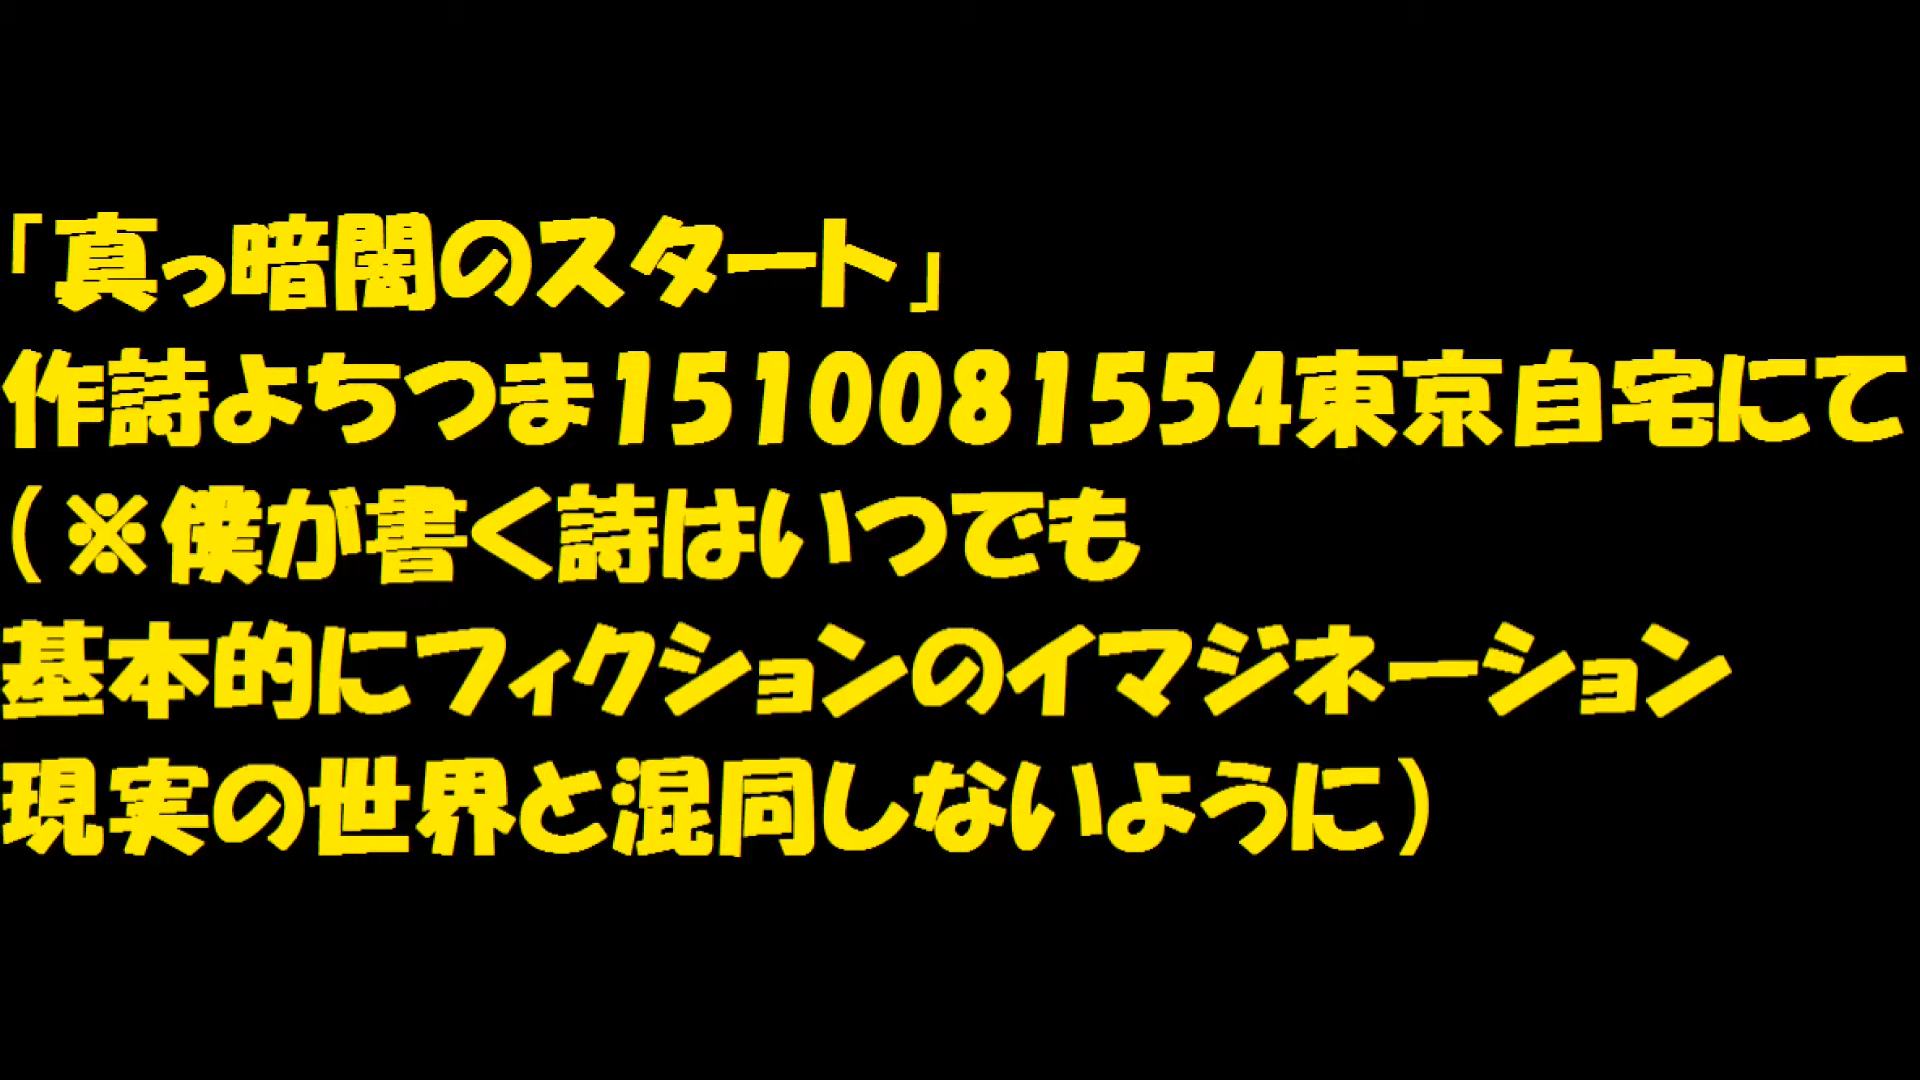 「真っ暗闇のスタート」
作詩よちつま1510081554東京自宅にて
（※僕が書く詩はいつでも
基本的にフィクションのイマジネーション
現実の世界と混同しないように）